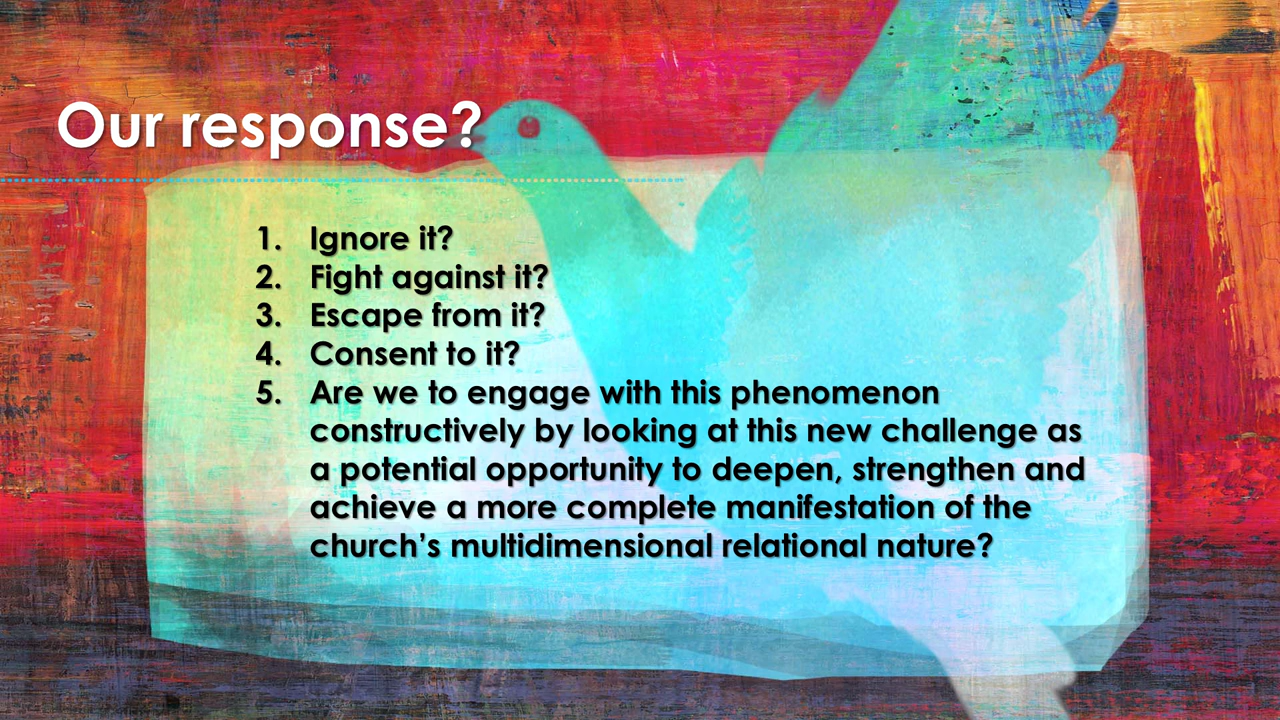 Our response?
1. Ignore it?
2. Fight against it?
3. Escape from it?
4. Consent to it?
5. Are we to engage with this phenomenon
constructively by looking at this new challenge as
a potential opportunity to deepen, strengthen and
achieve a more complete manifestation of the
church’s multidimensional relational nature?